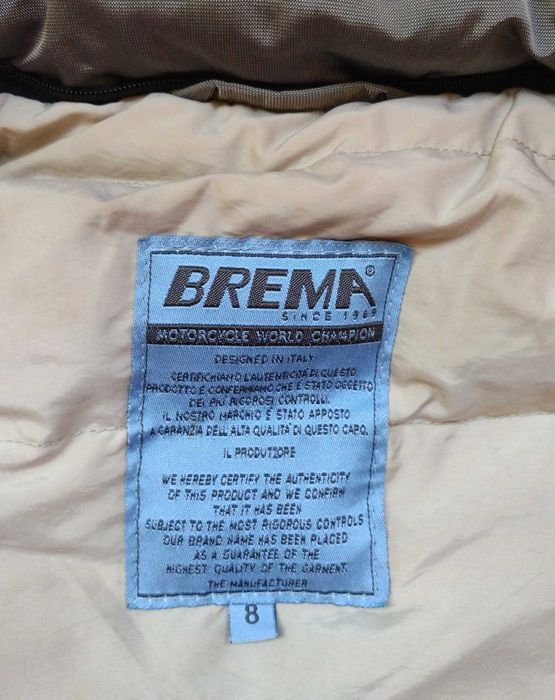 BREMA®
SINCE 1969
MOTORCYCLE WORLD CHAMPION
DESIGNED IN ITALY
CERTIFICHIAMO L'AUTENTICITÀ DI QUESTO
PRODOTTO E CONFERMIAMO CHE È STATO OGGETTO
DEI PIÙ RIGOROSI CONTROLLI.
IL NOSTRO MARCHIO È STATO APPOSTO
A GARANZIA DELL'ALTA QUALITÀ DI QUESTO CAPO.
IL PRODUTTORE
WE HEREBY CERTIFY THE AUTHENTICITY
OF THIS PRODUCT AND WE CONFIRM
THAT IT HAS BEEN
SUBJECT TO THE MOST RIGOROUS CONTROLS
OUR BRAND NAME HAS BEEN PLACED
AS A GUARANTEE OF THE
HIGHEST QUALITY OF THE GARMENT.
THE MANUFACTURER
8